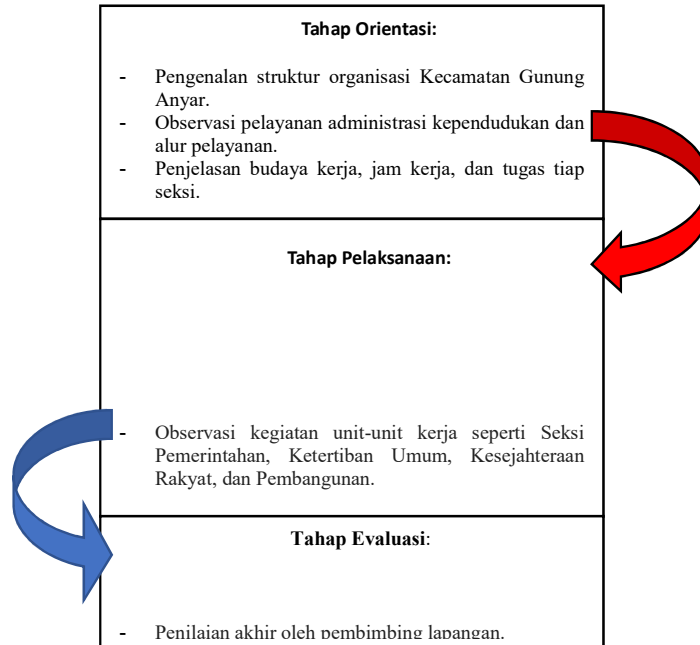 Tahap Orientasi:
- Pengenalan struktur organisasi Kecamatan Gunung
Anyar.
- Observasi pelayanan administrasi kependudukan dan
alur pelayanan.
- Penjelasan budaya kerja, jam kerja, dan tugas tiap
seksi.
Tahap Pelaksanaan:
- Observasi kegiatan unit-unit kerja seperti Seksi
Pemerintahan, Ketertiban Umum, Kesejahteraan
Rakyat, dan Pembangunan.
Tahap Evaluasi:
- Penilaian akhir oleh pembimbing lapangan.